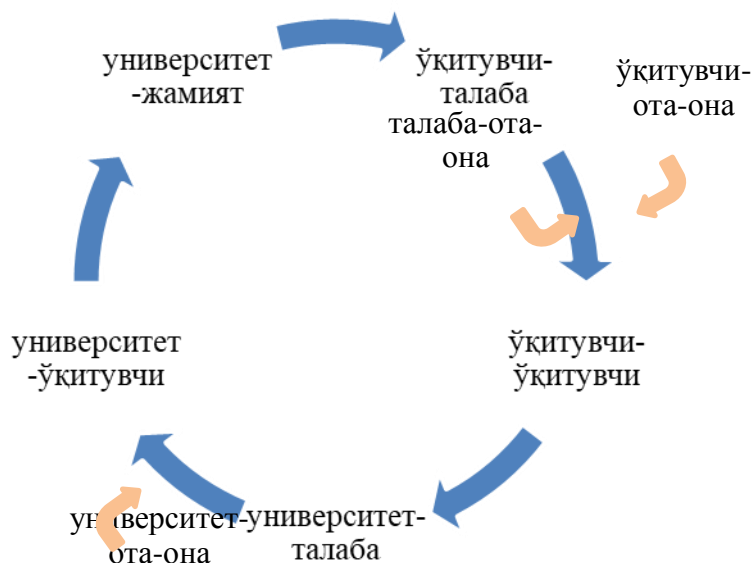 университет
-жамият
ўқитувчи-
талаба
талаба-ота-
она
ўқитувчи-
ота-она
ўқитувчи-
ўқитувчи
университет-
талаба
университет-
ота-она
университет
-ўқитувчи